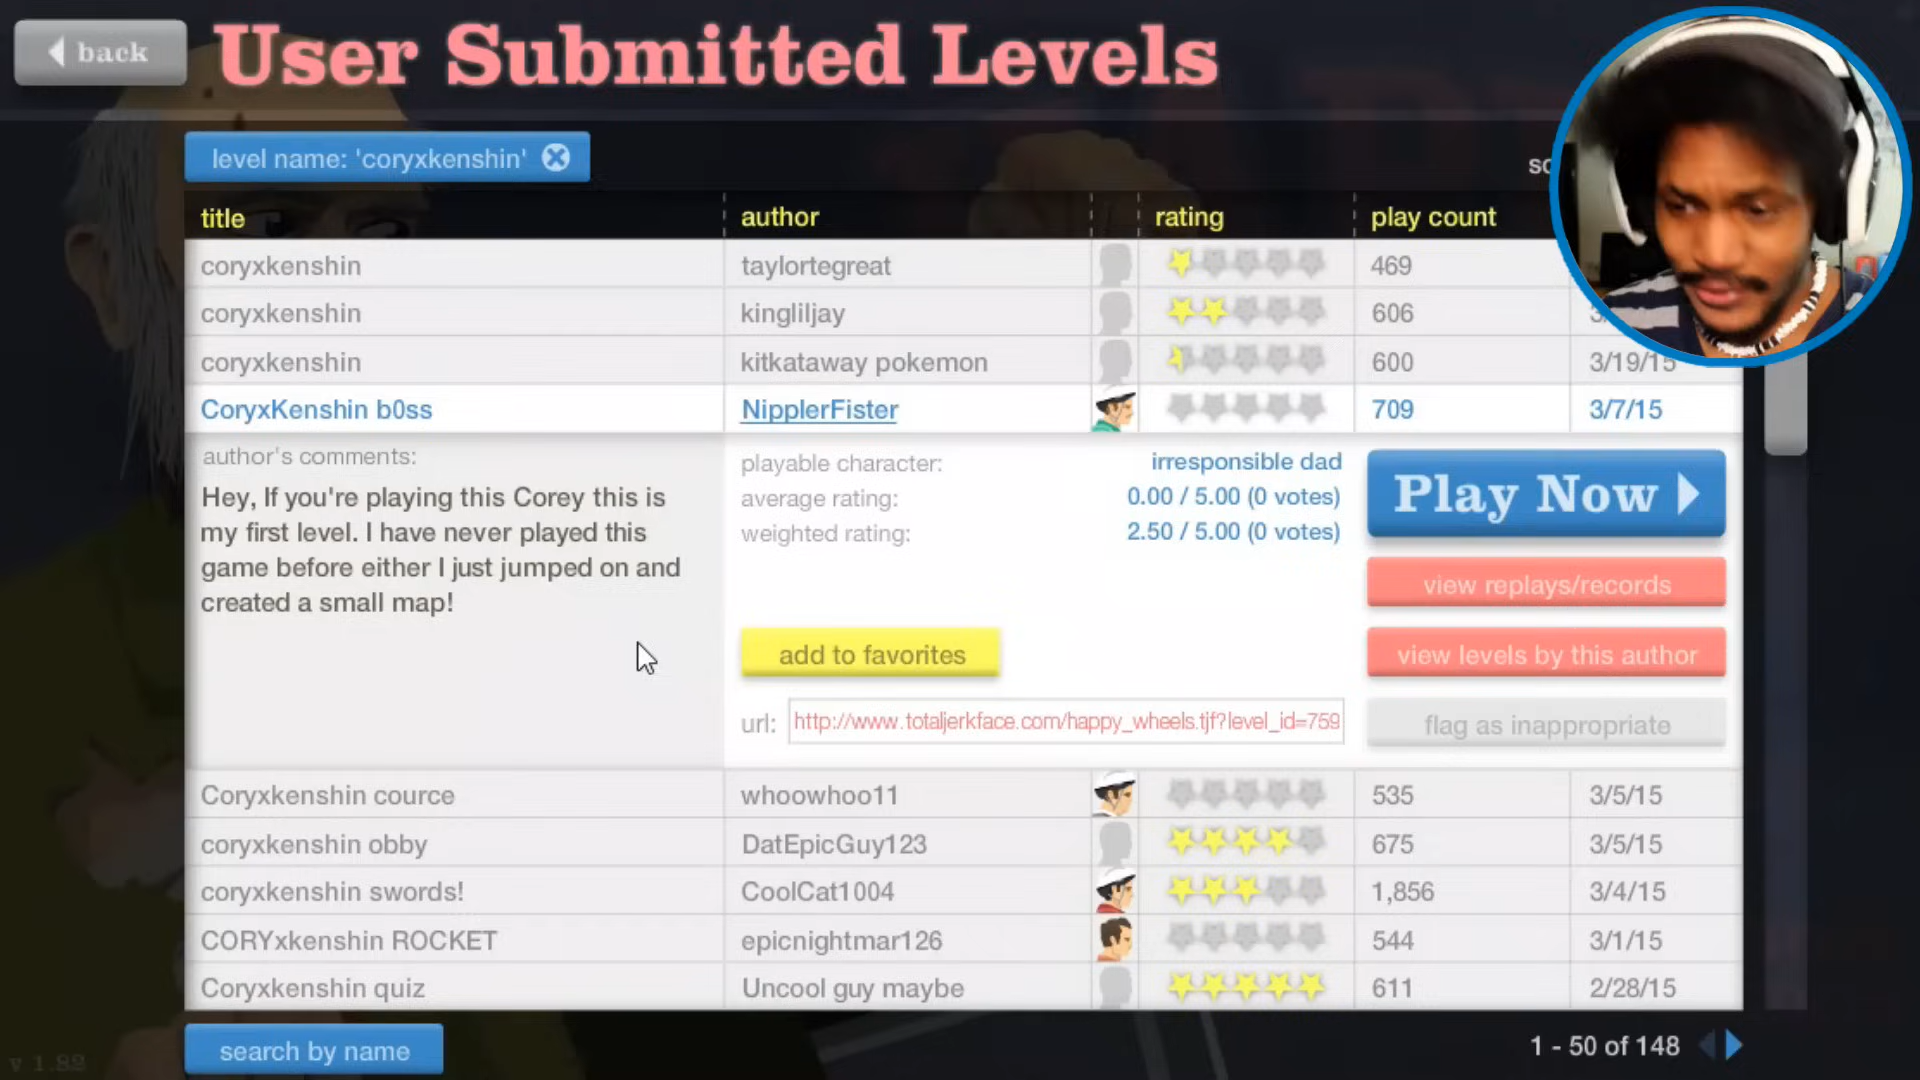 back
User Submitted Levels
level name: 'coryxkenshin'
title author rating play count
coryxkenshin taylortegreat 469
coryxkenshin kingliljay 606
coryxkenshin kitkataway pokemon 600 3/19/15
CoryxKenshin b0ss NipplerFister 709 3/7/15
author's comments:
Hey, If you're playing this Corey this is
my first level. I have never played this
game before either I just jumped on and
created a small map!
playable character: irresponsible dad
average rating: 0.00 / 5.00 (0 votes)
weighted rating: 2.50 / 5.00 (0 votes)
add to favorites
url: http://www.totaljerkface.com/happy_wheels.tjf?level_id=759
Play Now
view replays/records
view levels by this author
flag as inappropriate
Coryxkenshin cource whoowhoo11 535 3/5/15
coryxkenshin obby DatEpicGuy123 675 3/5/15
coryxkenshin swords! CoolCat1004 1,856 3/4/15
CORYxkenshin ROCKET epicnightmar126 544 3/1/15
Coryxkenshin quiz Uncool guy maybe 611 2/28/15
search by name
1 - 50 of 148